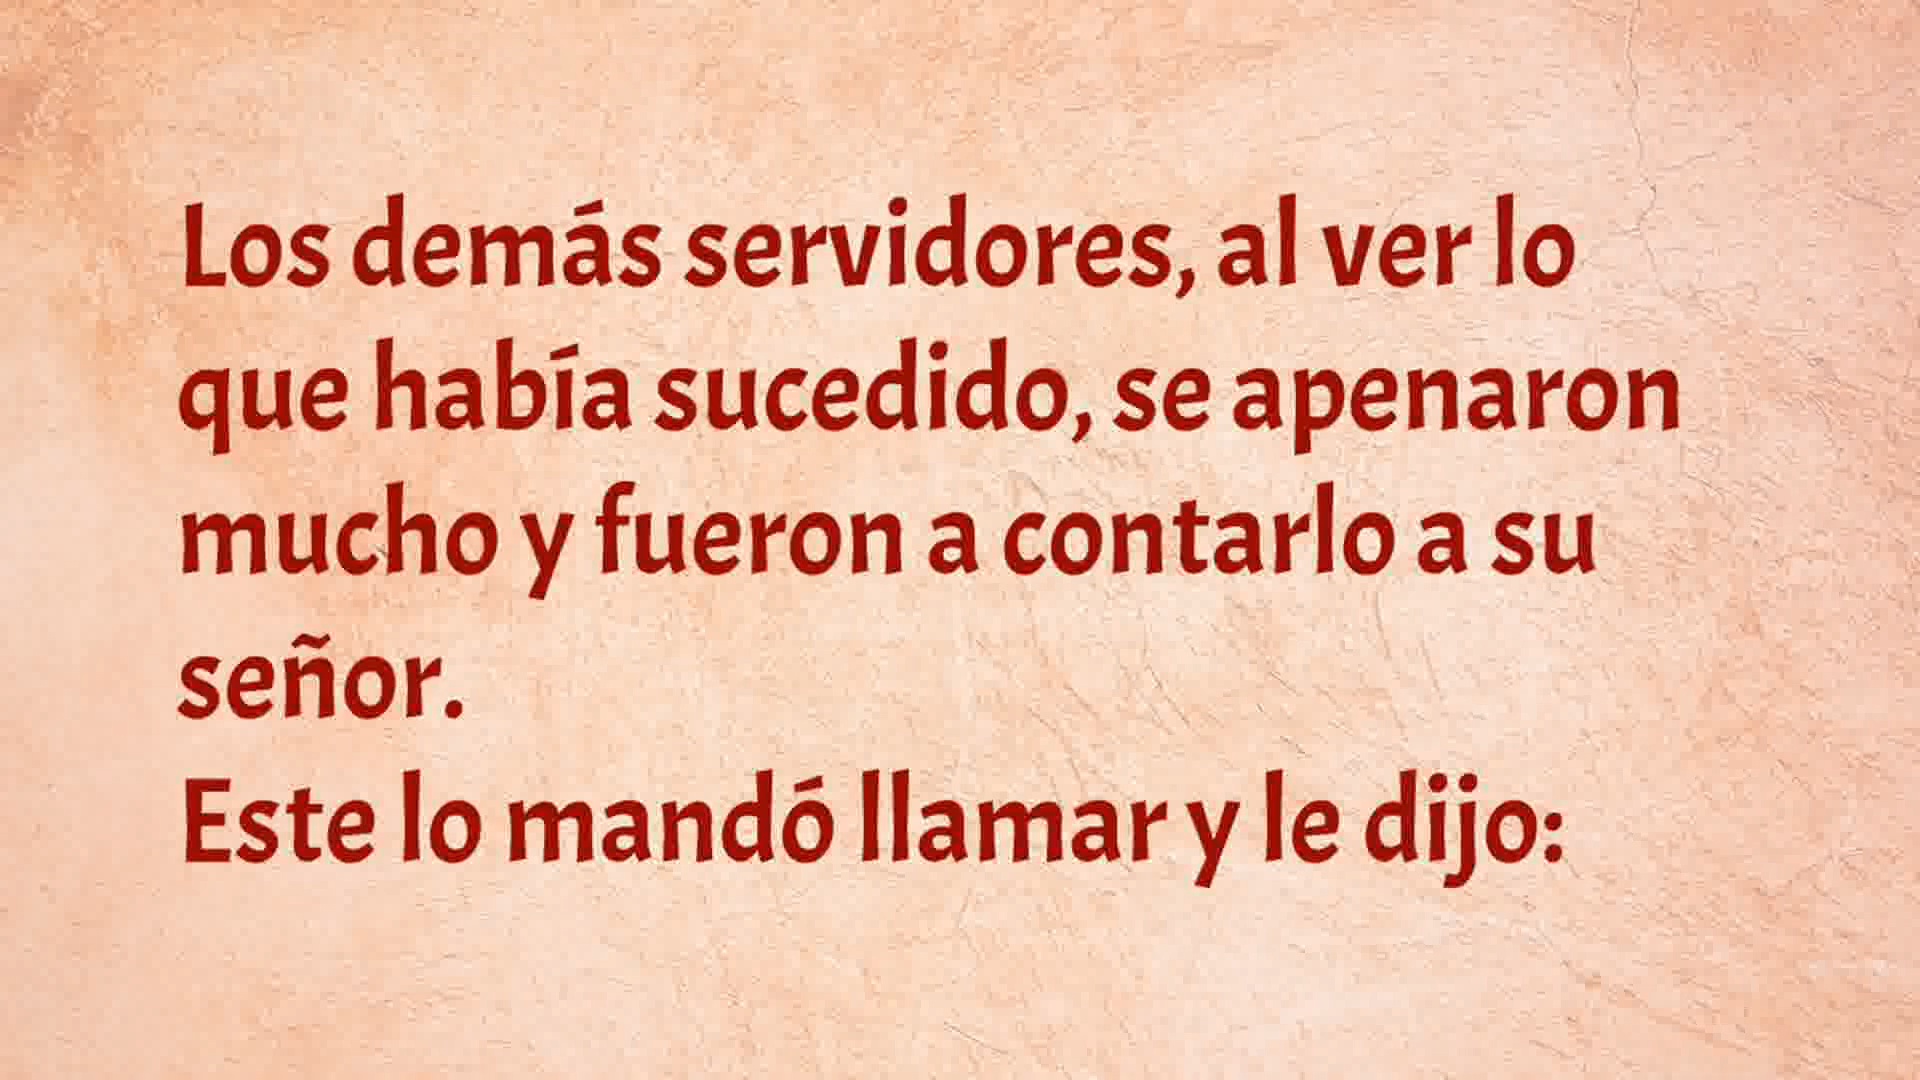 Los demás servidores, al ver lo
que había sucedido, se apenaron
mucho y fueron a contarlo a su
señor.
Este lo mandó llamar y le dijo: